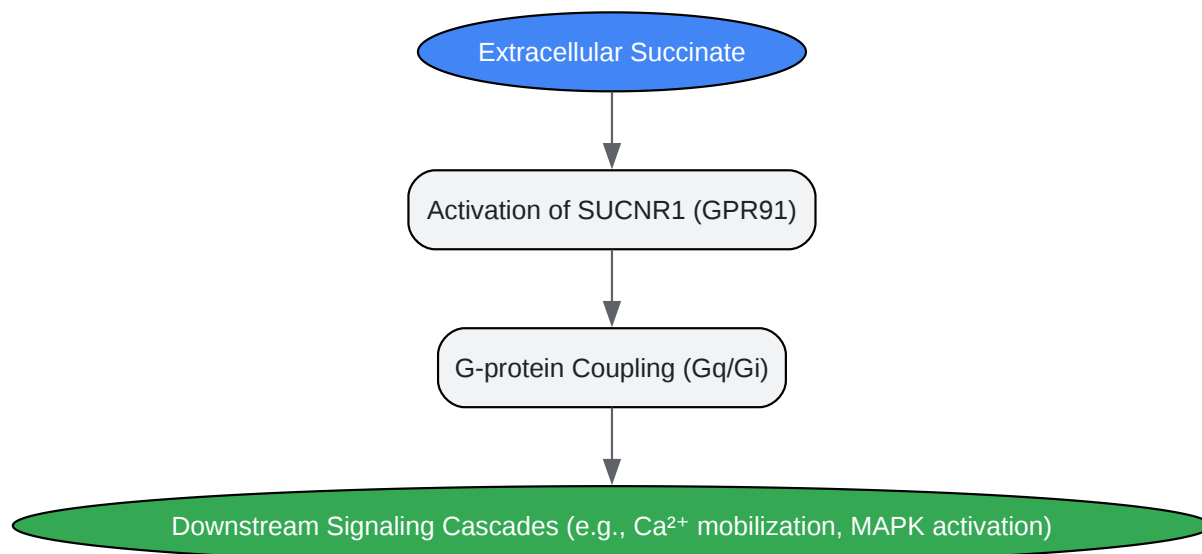 Extracellular Succinate
Activation of SUCNR1 (GPR91)
G-protein Coupling (Gq/Gi)
Downstream Signaling Cascades (e.g., Ca²⁺ mobilization, MAPK activation)